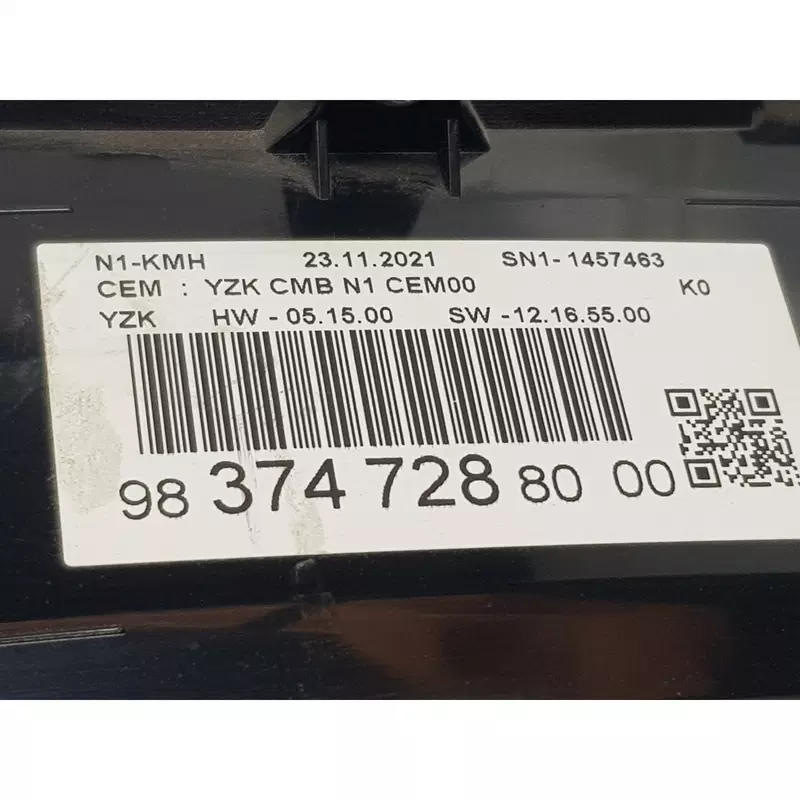 N1-KMH 23.11.2021 SN1- 1457463
CEM : YZK CMB N1 CEM00 K0
YZK HW - 05.15.00 SW -12.16.55.00
98 374 728 80 00